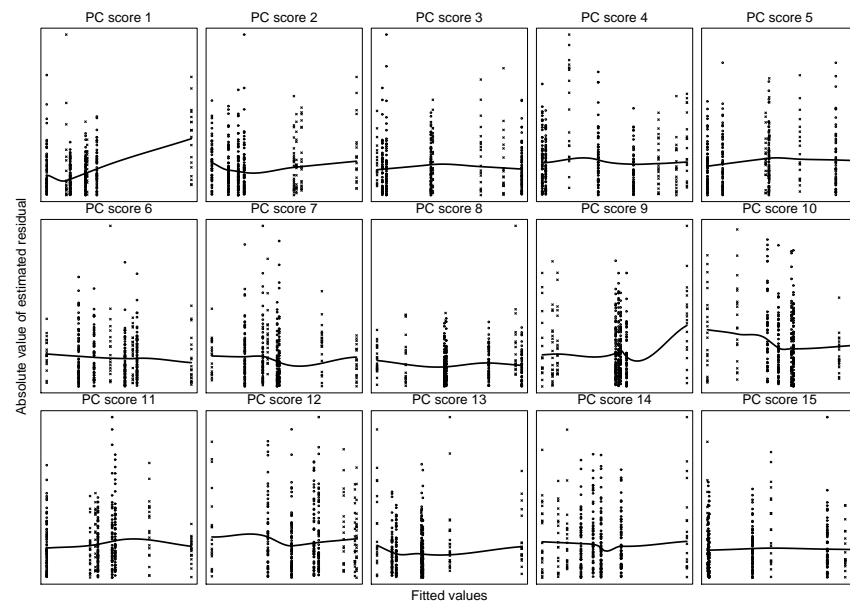 PC score 1
PC score 2
PC score 3
PC score 4
PC score 5
PC score 6
PC score 7
PC score 8
PC score 9
PC score 10
PC score 11
PC score 12
PC score 13
PC score 14
PC score 15
Absolute value of estimated residual
Fitted values